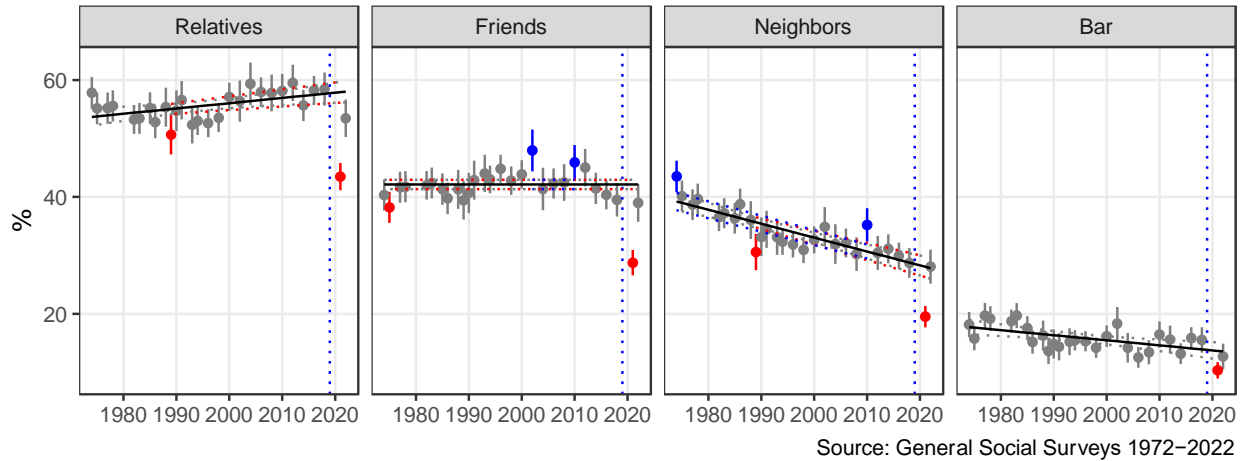 Relatives Friends Neighbors Bar
60
40
20
%
1980 1990 2000 2010 2020 1980 1990 2000 2010 2020 1980 1990 2000 2010 2020 1980 1990 2000 2010 2020
Source: General Social Surveys 1972−2022